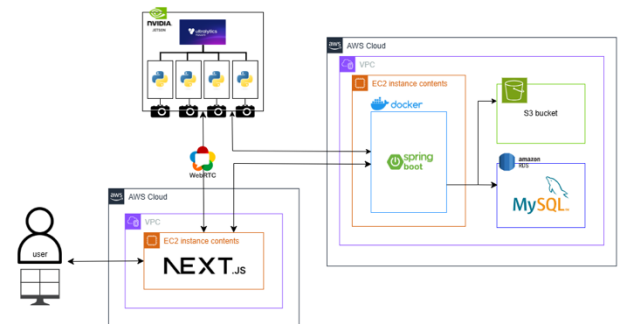 NVIDIA.
JETSON
ultralytics
WebRTC
AWS Cloud
VPC
EC2 instance contents
NEXT.JS
user
AWS Cloud
VPC
EC2 instance contents
docker
spring
boot
S3 bucket
amazon
RDS
MySQL